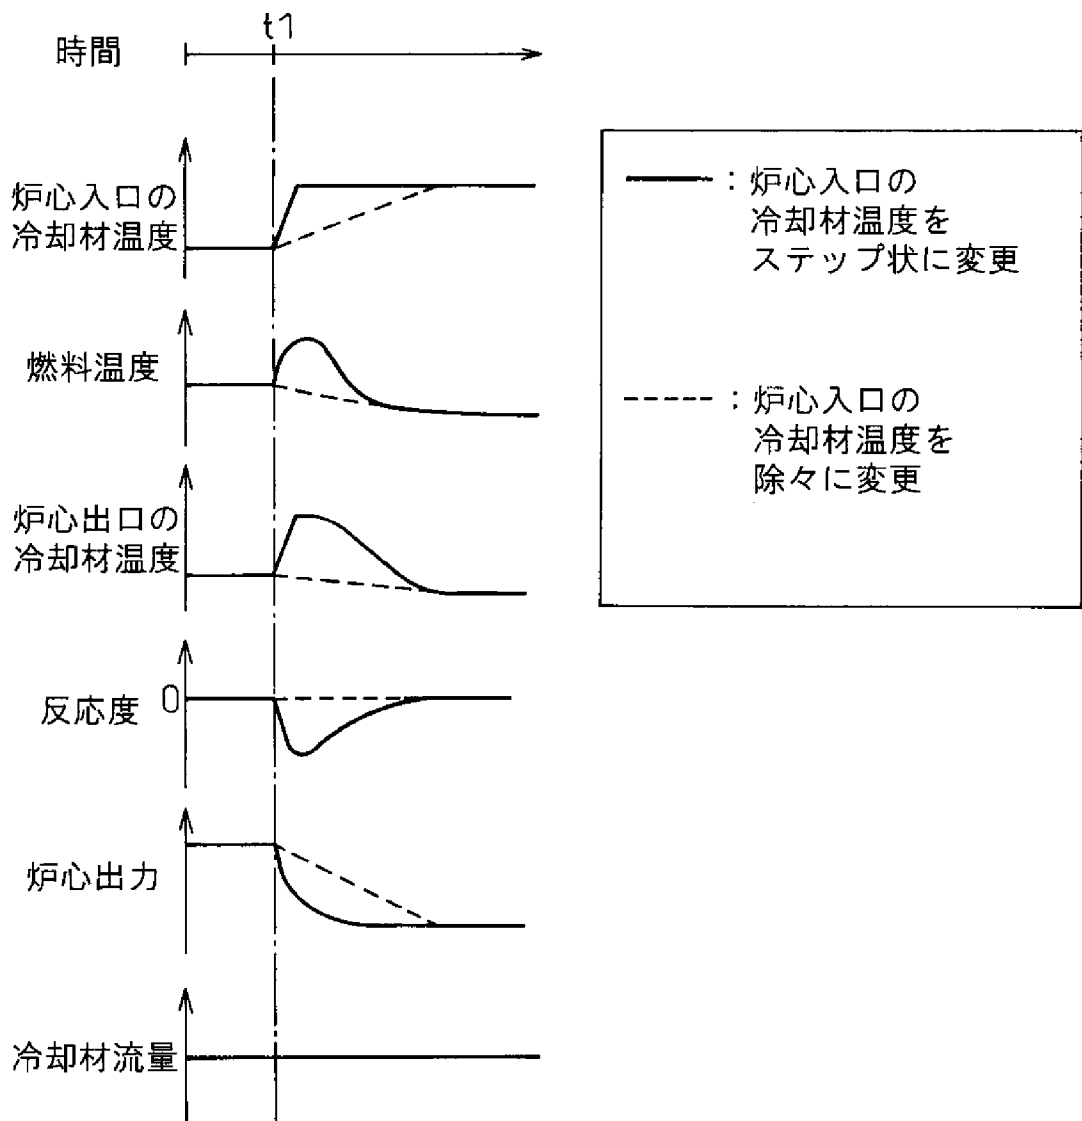 t1
時間
炉心入口の
冷却材温度
燃料温度
炉心出口の
冷却材温度
反応度 0
炉心出力
冷却材流量
：炉心入口の
冷却材温度を
ステップ状に変更
：炉心入口の
冷却材温度を
除々に変更